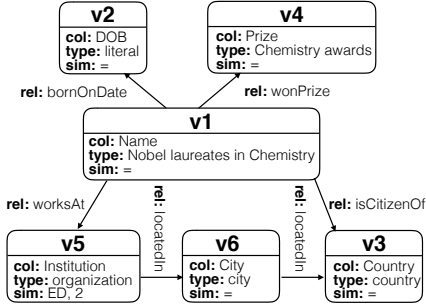 v2
col: DOB
type: literal
sim: =
v4
col: Prize
type: Chemistry awards
sim: =
rel: bornOnDate
rel: wonPrize
v1
col: Name
type: Nobel laureates in Chemistry
sim: =
rel: worksAt
rel: locatedIn
rel: locatedIn
rel: isCitizenOf
v5
col: Institution
type: organization
sim: ED, 2
v6
col: City
type: city
sim: =
v3
col: Country
type: country
sim: =